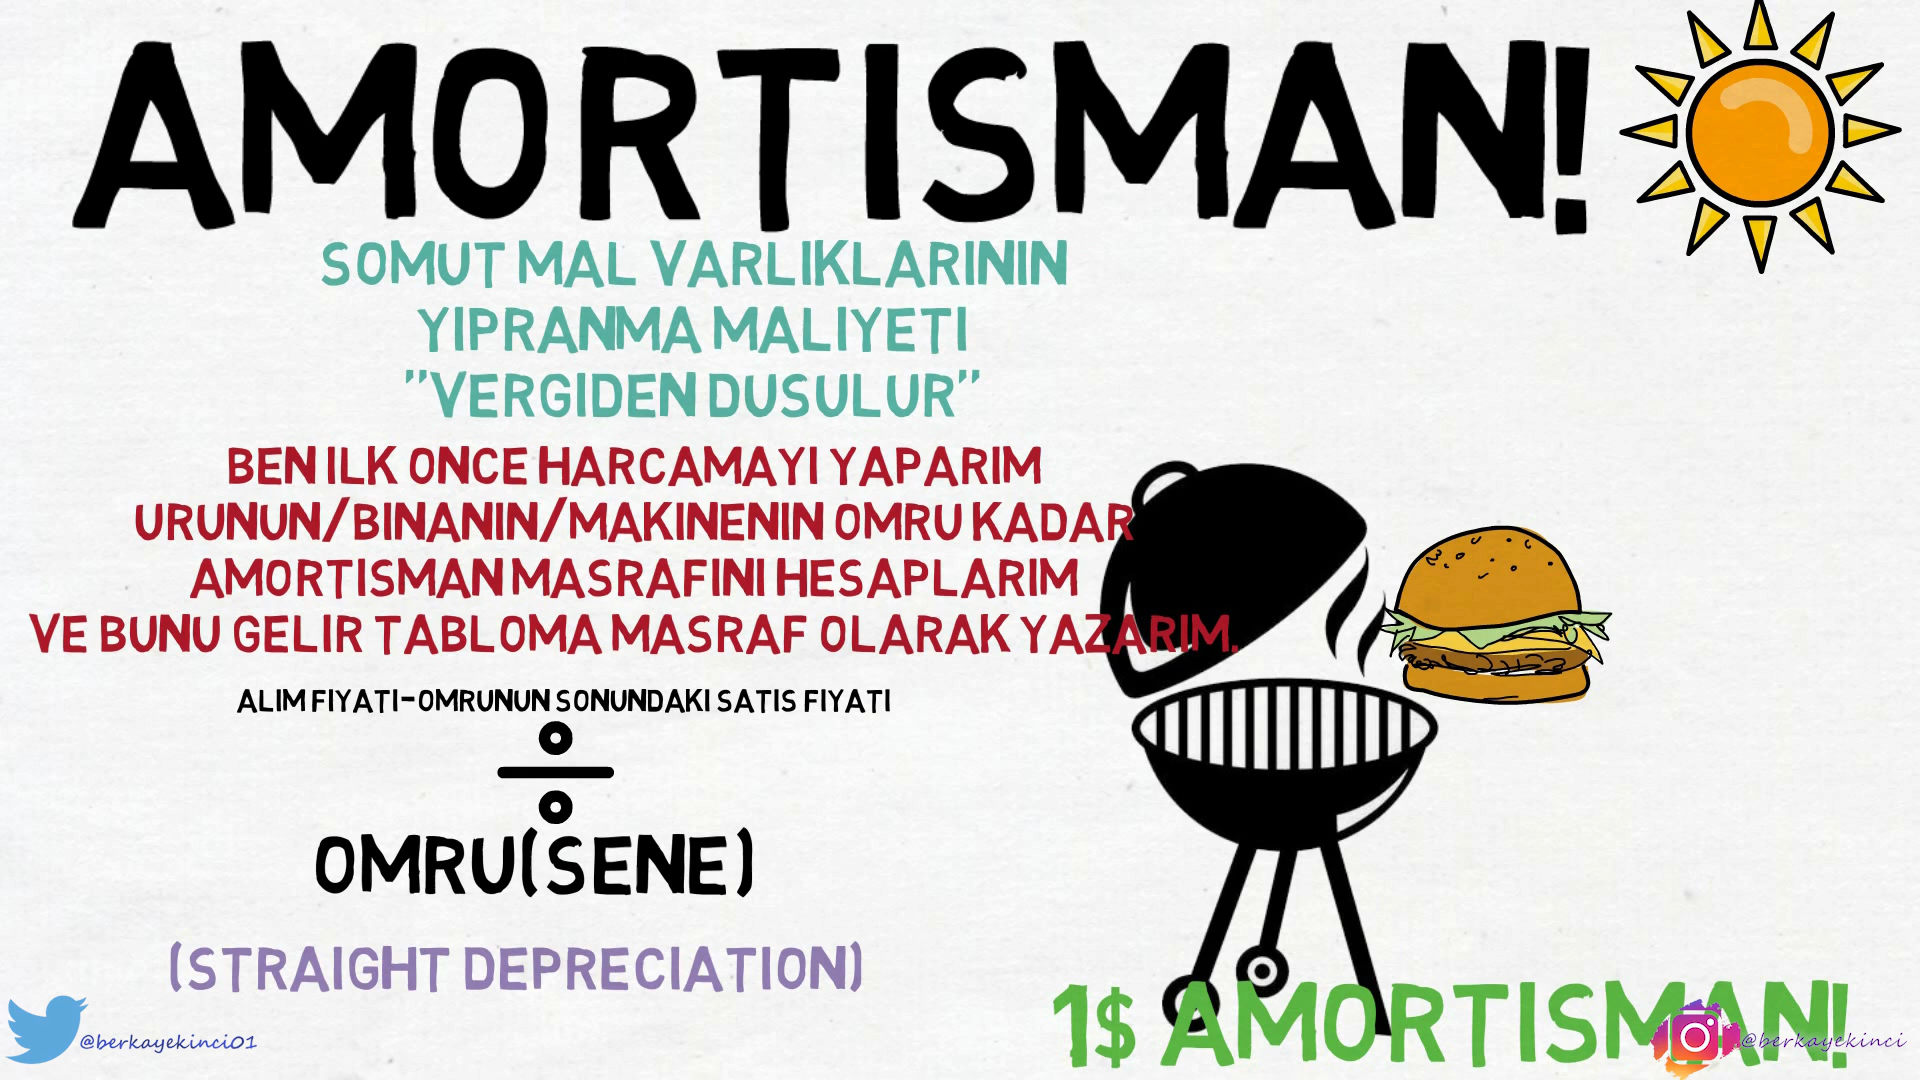 AMORTISMAN!
SOMUT MAL VARLIKLARININ
YIPRANMA MALIYETI
"VERGIDEN DUSULUR"
BEN ILK ONCE HARCAMAYI YAPARIM
URUNUN/BINANIN/MAKINENIN OMRU KADAR
AMORTISMAN MASRAFINI HESAPLARIM
VE BUNU GELIR TABLOMA MASRAF OLARAK YAZARIM.
ALIM FIYATI-OMRUNUN SONUNDAKI SATIS FIYATI
÷
OMRU(SENE)
(STRAIGHT DEPRECIATION)
1$ AMORTISMAN!
@berkayekinci01
@berkayekinci